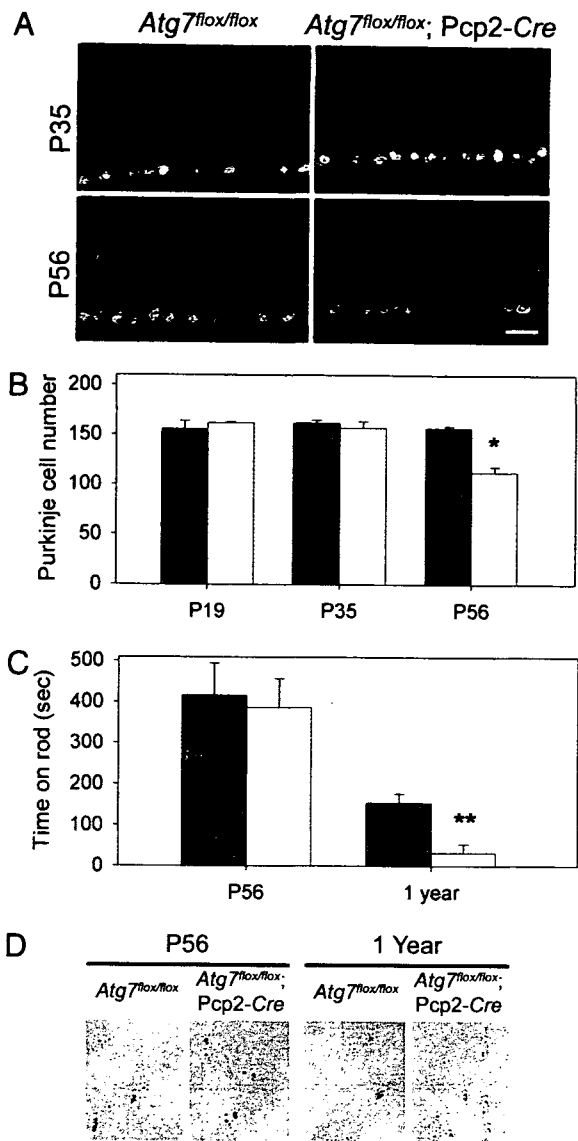 A Atg7flox/flox Atg7flox/flox; Pcp2-Cre
P35
P56
B
Purkinje cell number
200
150
100
50
0
*
P19 P35 P56
C
Time on rod (sec)
500
400
300
200
100
0
**
P56 1 year
D
P56 1 Year
Atg7flox/flox Atg7flox/flox; Atg7flox/flox Atg7flox/flox;
Pcp2-Cre Pcp2-Cre